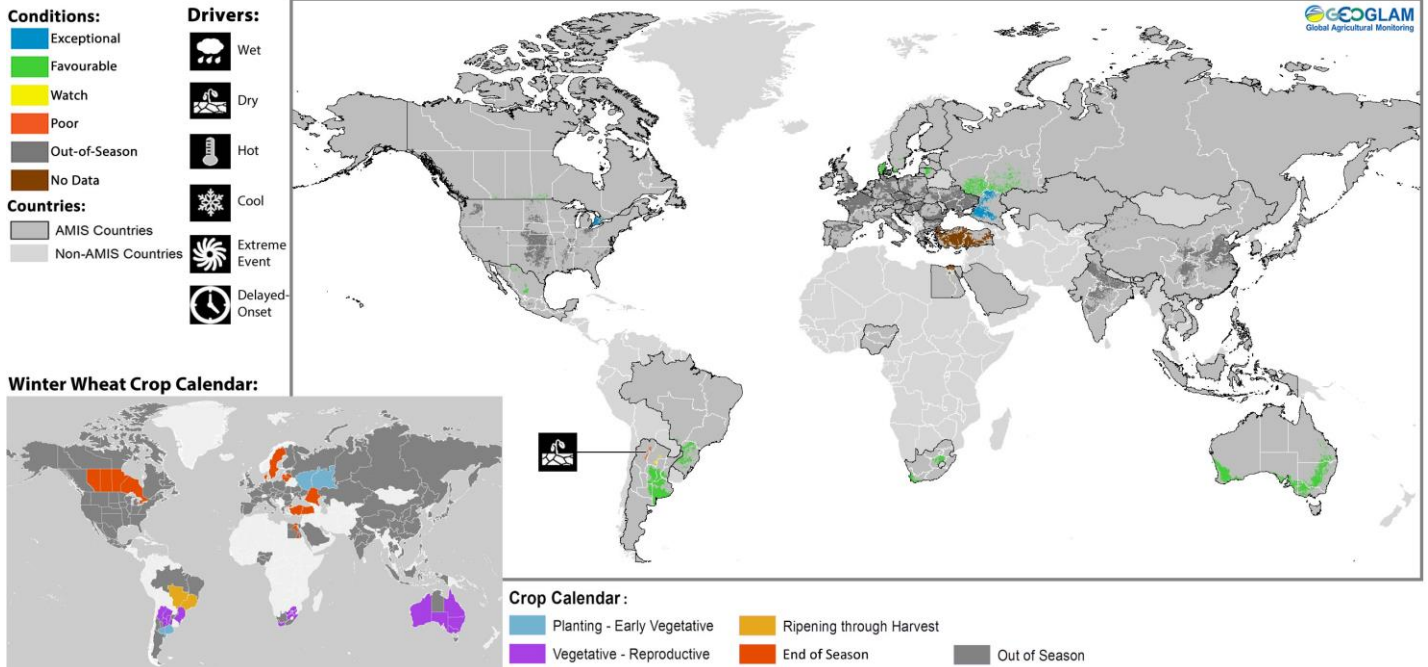 Conditions:
Exceptional
Favourable
Watch
Poor
Out-of-Season
No Data
Countries:
AMIS Countries
Non-AMIS Countries
Drivers:
Wet
Dry
Hot
Cool
Extreme
Event
Delayed-
Onset
GEOGLAM
Global Agricultural Monitoring
Winter Wheat Crop Calendar:
Crop Calendar :
Planting - Early Vegetative
Ripening through Harvest
Vegetative - Reproductive
End of Season
Out of Season